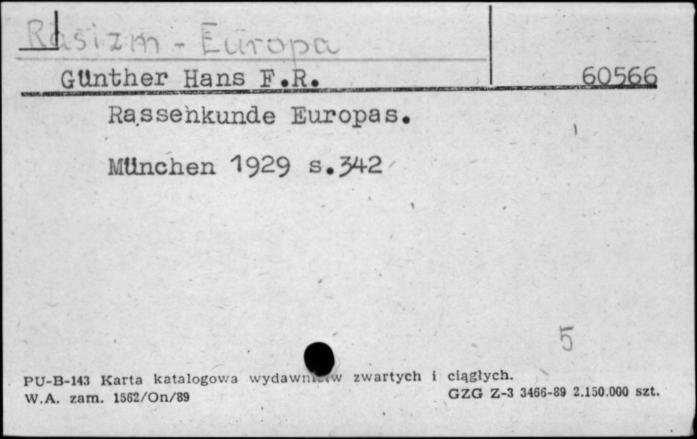 Rasizm - Europa
Günther Hans F.R. 60566
Rassenkunde Europas.
München 1929 s.342
5
PU-B-143 Karta katalogowa wydawnictw zwartych i ciągłych.
W.A. zam. 1562/On/89 GZG Z-3 3466-89 2.150.000 szt.